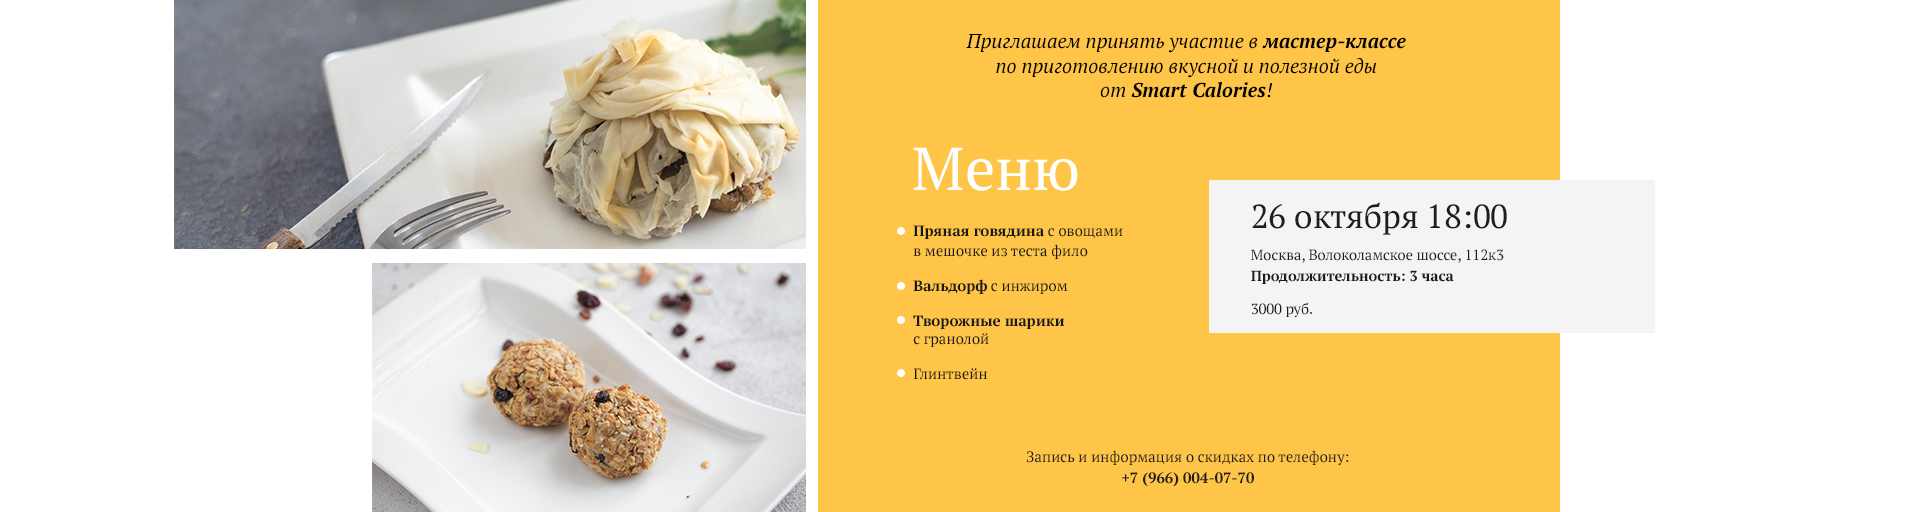 Приглашаем принять участие в мастер-классе
по приготовлению вкусной и полезной еды
от Smart Calories!
Меню
Пряная говядина с овощами
в мешочке из теста фило
Вальдорф с инжиром
Творожные шарики
с гранолой
Глинтвейн
26 октября 18:00
Москва, Волоколамское шоссе, 112к3
Продолжительность: 3 часа
3000 руб.
Запись и информация о скидках по телефону:
+7 (966) 004-07-70